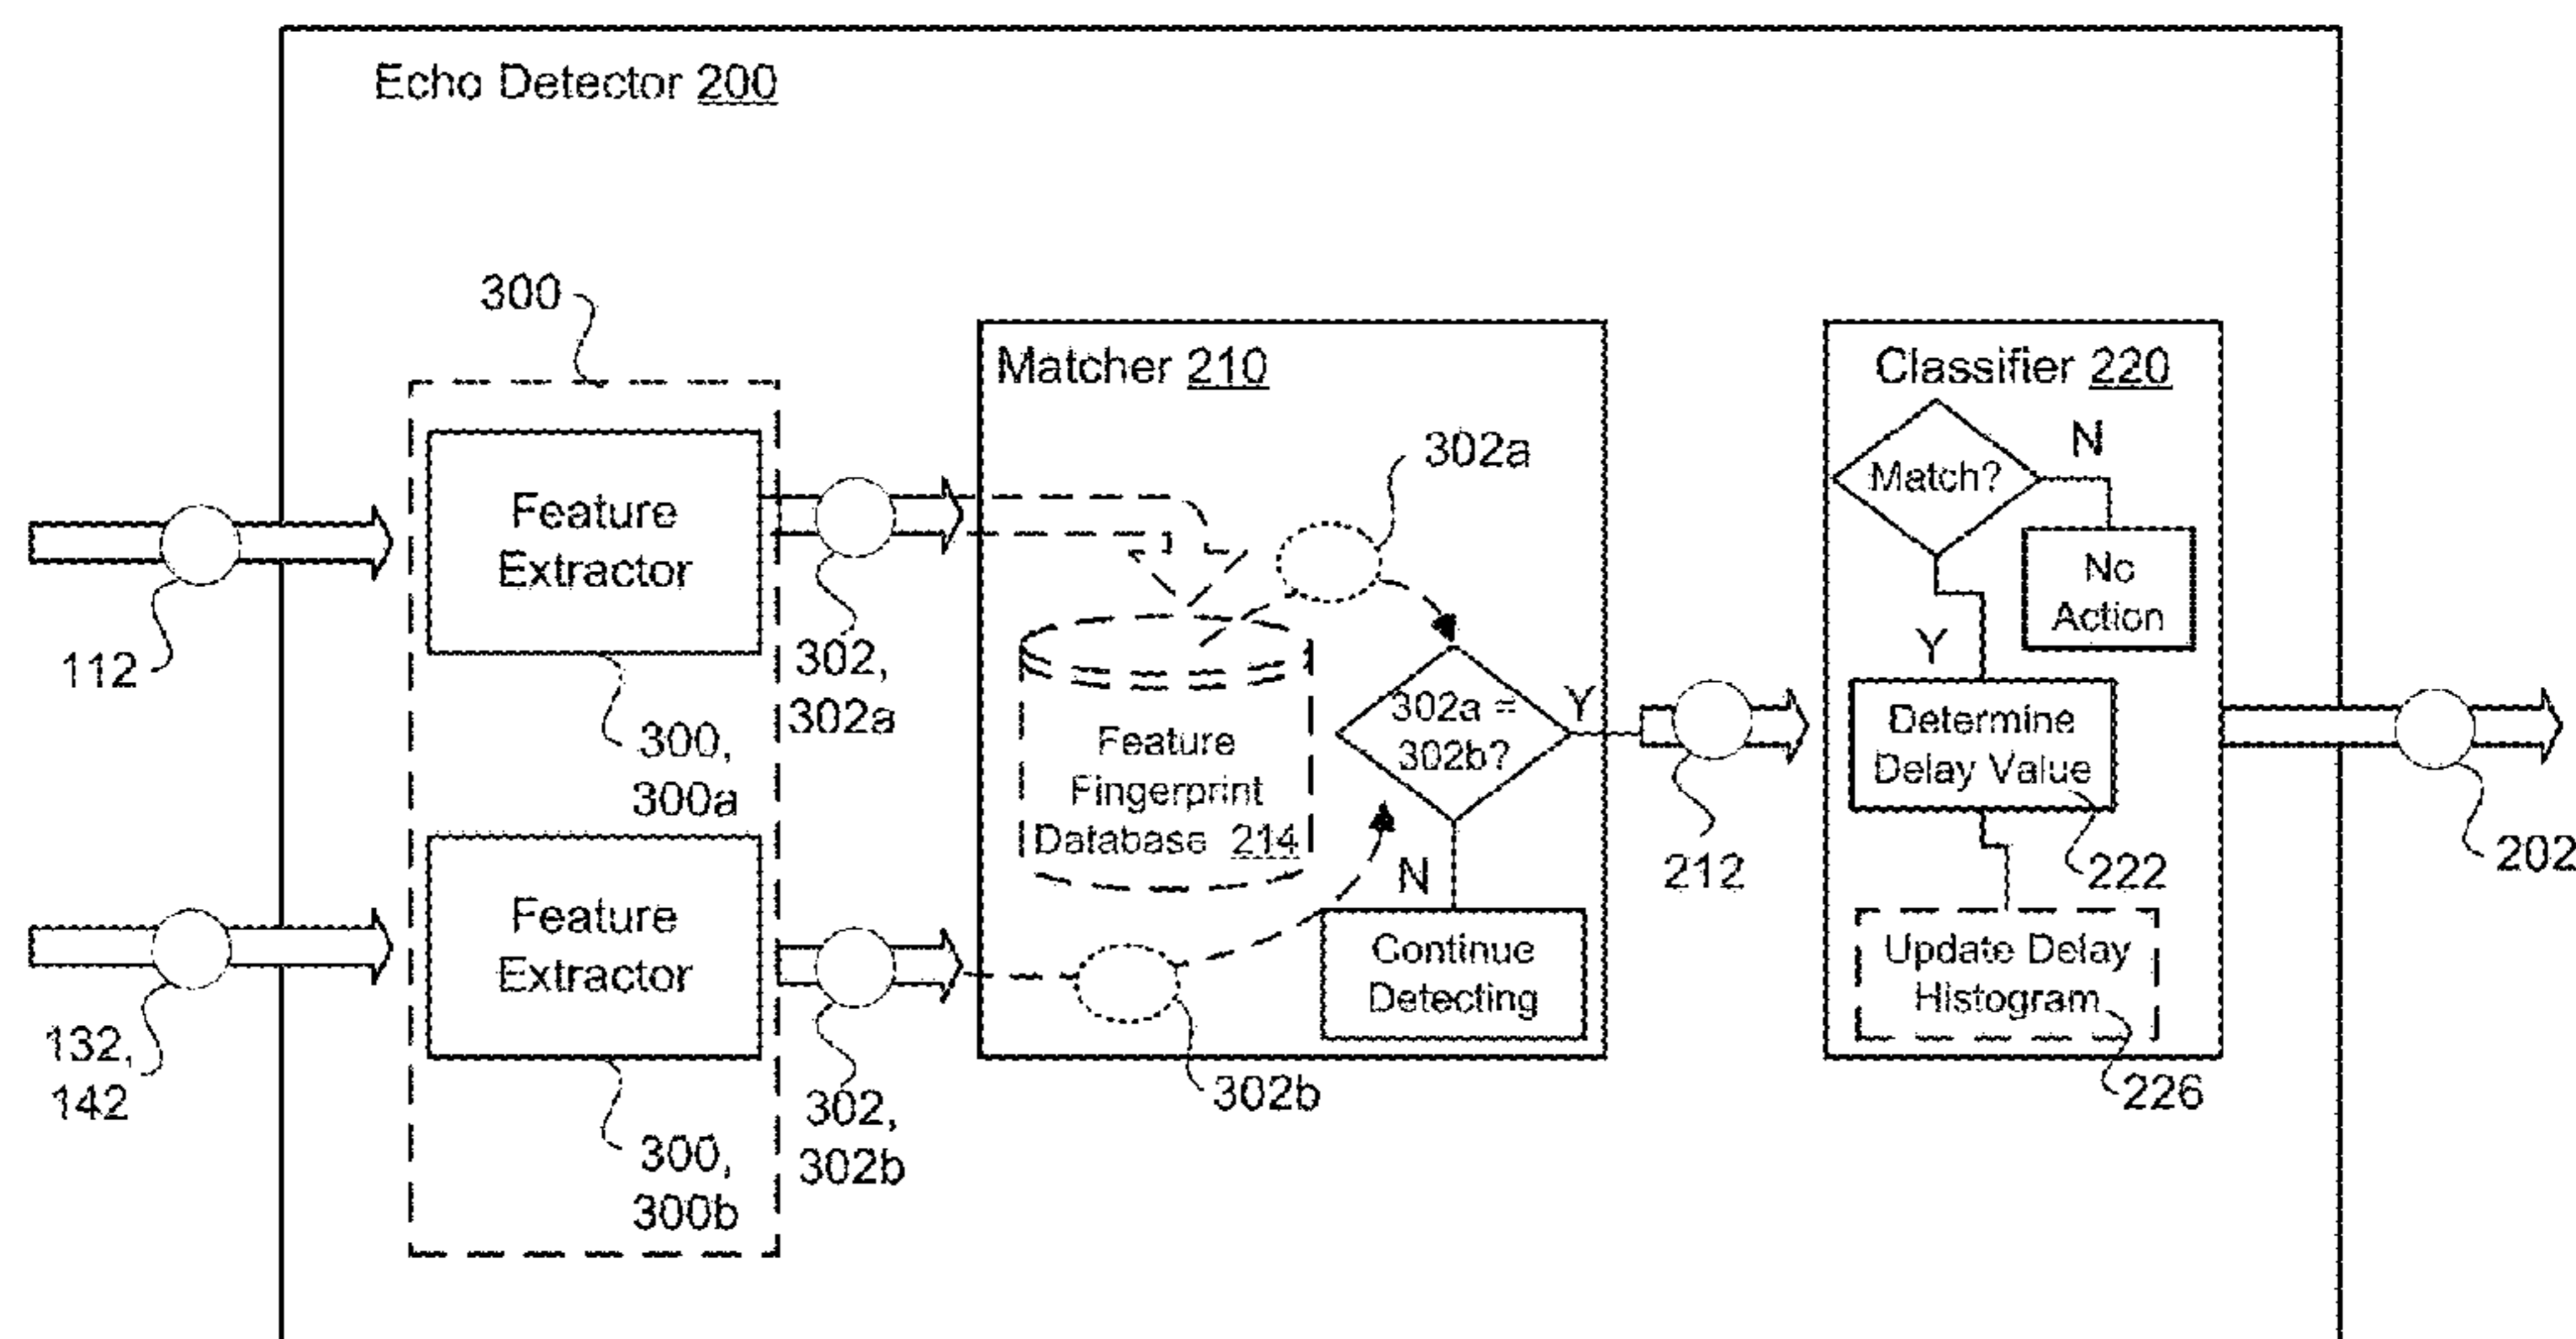 Echo Detector 200
300
Matcher 210
Classifier 220
302a
N
Match?
Feature
Extractor
No
Action
112
302,
302a
Y
300,
300a
302a =
302b?
Y
Feature
Fingerprint
Database 214
Determine
Delay Value
212
222
202
N
Feature
Extractor
Continue
Detecting
Update Delay
Histogram
132,
142
302b
226
302,
302b
300,
300b